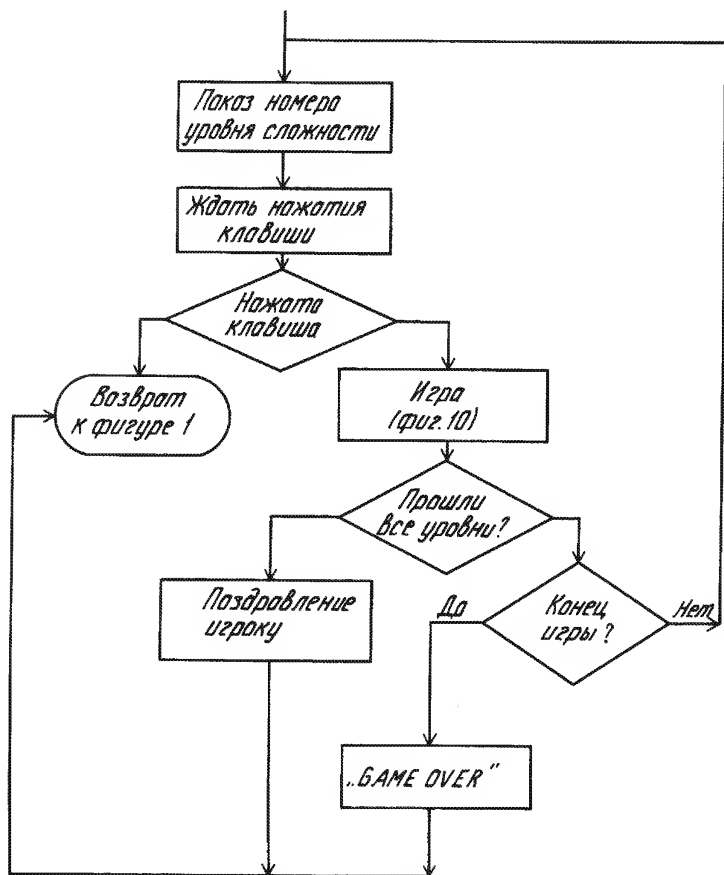 Показ номера
уровня сложности
Ждать нажатия
клавиши
Нажата
клавиша
Возврат
к фигуре 1
Игра
(фиг. 10)
Прошли
все уровни?
Поздравление
игроку
Да
Конец
игры?
Нет
„GAME OVER"